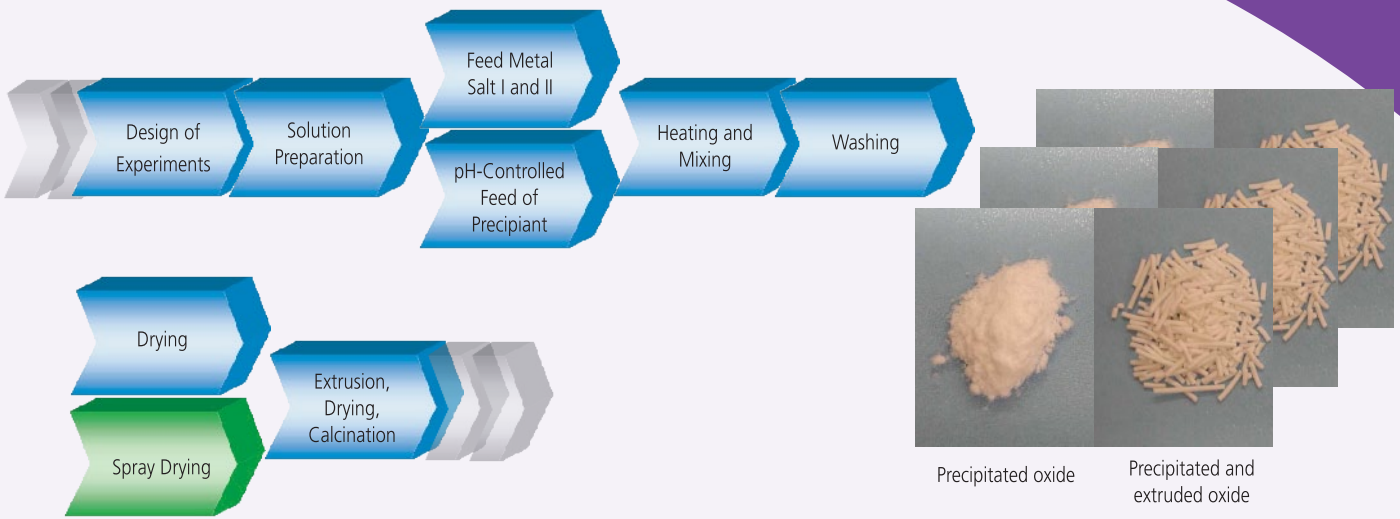 Design of
Experiments
Solution
Preparation
Feed Metal
Salt I and II
pH-Controlled
Feed of
Precipiant
Heating and
Mixing
Washing
Drying
Spray Drying
Extrusion,
Drying,
Calcination
Precipitated oxide
Precipitated and
extruded oxide